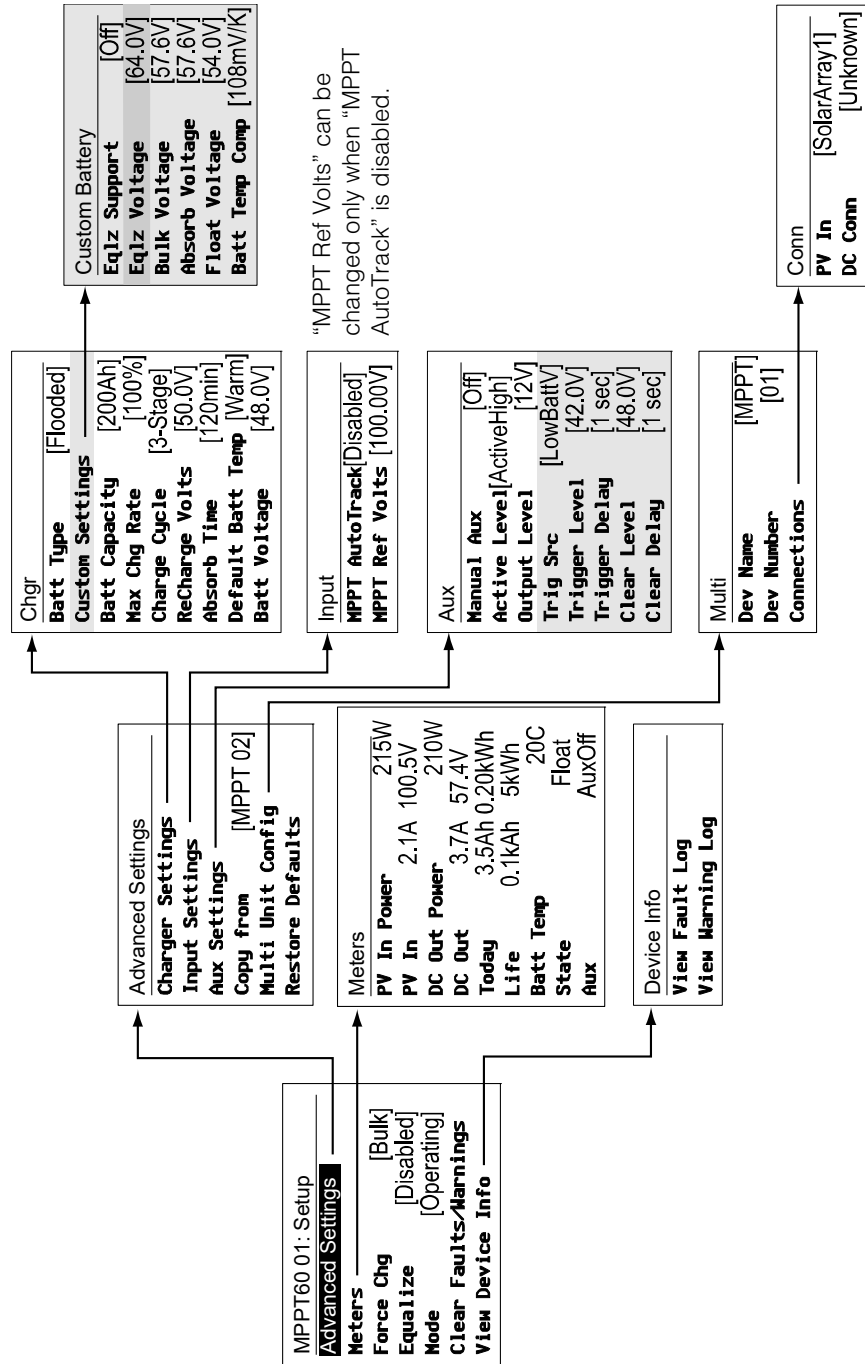 MPPT60 01: Setup
Advanced Settings
Meters
Force Chg [Bulk]
Equalize [Disabled]
Mode [Operating]
Clear Faults/Warnings
View Device Info
Advanced Settings
Charger Settings
Input Settings
Aux Settings
Copy from [MPPT 02]
Multi Unit Config
Restore Defaults
Meters
PV In Power 215W
PV In 2.1A 100.5V
DC Out Power 210W
DC Out 3.7A 57.4V
Today 3.5Ah 0.20kWh
Life 0.1kAh 5kWh
Batt Temp 20C
State Float
Aux AuxOff
Device Info
View Fault Log
View Warning Log
Chgr
Batt Type [Flooded]
Custom Settings
Batt Capacity [200Ah]
Max Chg Rate [100%]
Charge Cycle [3-Stage]
ReCharge Volts [50.0V]
Absorb Time [120min]
Default Batt Temp [Warm]
Batt Voltage [48.0V]
Input
MPPT AutoTrack[Disabled]
MPPT Ref Volts [100.00V]
Aux
Manual Aux [Off]
Active Level[ActiveHigh]
Output Level [12V]
Trig Src [LowBattV]
Trigger Level [42.0V]
Trigger Delay [1 sec]
Clear Level [48.0V]
Clear Delay [1 sec]
Multi
Dev Name [MPPT]
Dev Number [01]
Connections
Custom Battery
Eqlz Support [Off]
Eqlz Voltage [64.0V]
Bulk Voltage [57.6V]
Absorb Voltage [57.6V]
Float Voltage [54.0V]
Batt Temp Comp [108mV/K]
“MPPT Ref Volts” can be
changed only when “MPPT
AutoTrack” is disabled.
Conn
PV In [SolarArray1]
DC Conn [Unknown]